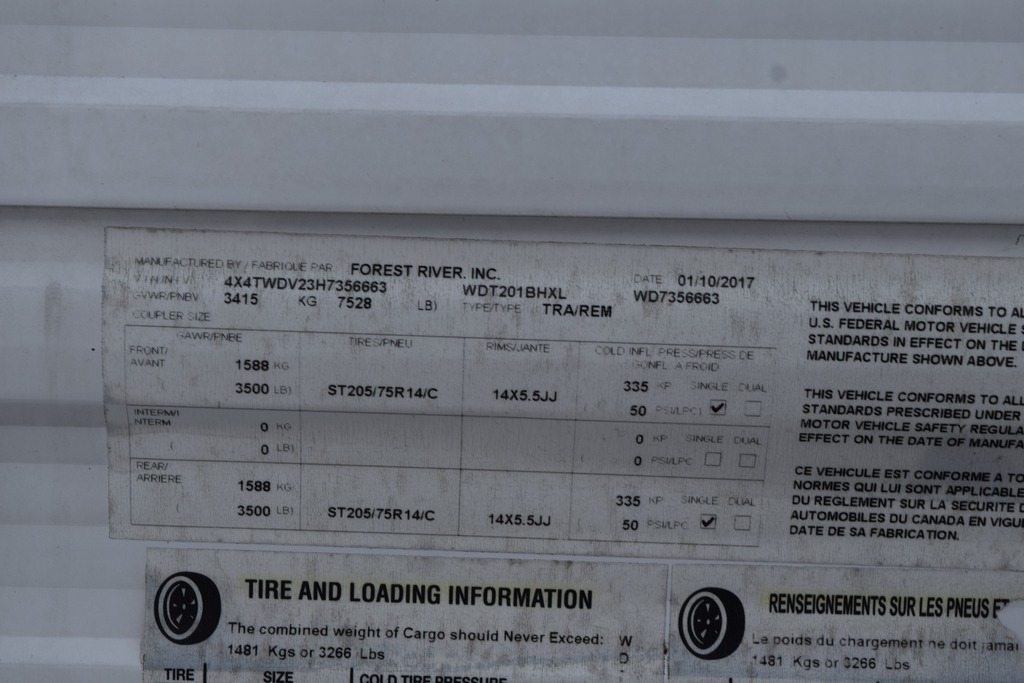 MANUFACTURED BY / FABRIQUE PAR FOREST RIVER. INC. DATE 01/10/2017
4X4TWDV23H7356663 WDT201BHXL WD7356663
GVWR/PNBV 3415 KG 7528 LB) TYPE/TYPE TRA/REM
COUPLER SIZE
GAWR/PNBE TIRES/PNEU RIMS/JANTE COLD INFL PRESS/PRESS DE
GONFL A FROID
FRONT/
AVANT 1588 KG 335 KP SINGLE DUAL
3500 LB) ST205/75R14/C 14X5.5JJ 50 PSI/LPC)
INTERM/I
NTERM 0 KG 0 KP SINGLE DUAL
( 0 LB) 0 PSI/LPC
REAR/
ARRIERE 1588 KG 335 KP SINGLE DUAL
( 3500 LB) ST205/75R14/C 14X5.5JJ 50 PSI/LPC
THIS VEHICLE CONFORMS TO AL
U.S. FEDERAL MOTOR VEHICLE S
STANDARDS IN EFFECT ON THE D
MANUFACTURE SHOWN ABOVE.
THIS VEHICLE CONFORMS TO ALL
STANDARDS PRESCRIBED UNDER
MOTOR VEHICLE SAFETY REGULA
EFFECT ON THE DATE OF MANUFA
CE VEHICULE EST CONFORME A TO
NORMES QUI LUI SONT APPLICABLE
DU REGLEMENT SUR LA SECURITE D
AUTOMOBILES DU CANADA EN VIGUE
DATE DE SA FABRICATION.
TIRE AND LOADING INFORMATION
The combined weight of Cargo should Never Exceed:
1481 Kgs or 3266 Lbs
TIRE SIZE COLD TIRE PRESSURE
RENSEIGNEMENTS SUR LES PNEUS ET
Le poids du chargement ne doit jamai
1481 Kgs or 3266 Lbs